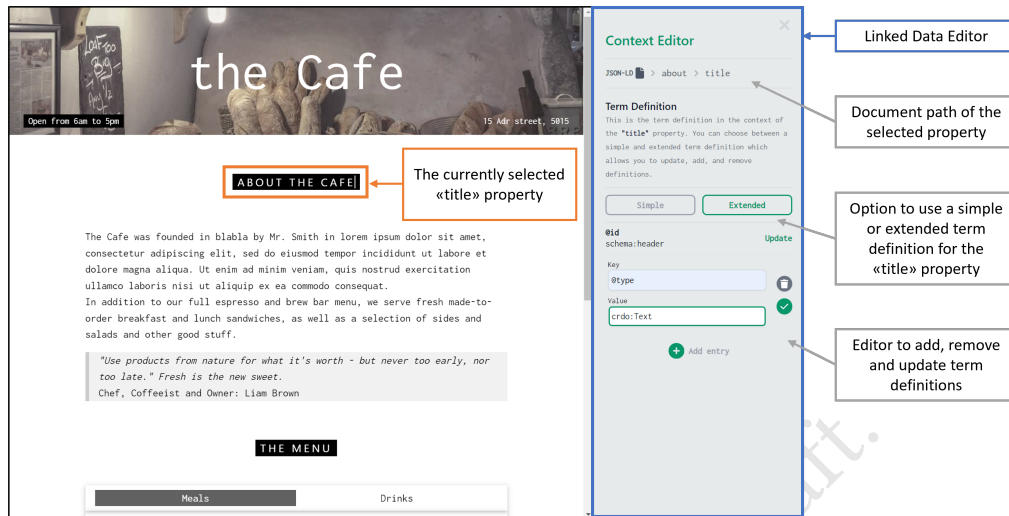 LOAF-TOO
BIG
the Cafe
Open from 6am to 5pm
15 Adr street, 5015
ABOUT THE CAFE
The currently selected
«title» property
The Cafe was founded in blabla by Mr. Smith in lorem ipsum dolor sit amet,
consectetur adipiscing elit, sed do eiusmod tempor incididunt ut labore et
dolore magna aliqua. Ut enim ad minim veniam, quis nostrud exercitation
ullamco laboris nisi ut aliquip ex ea commodo consequat.
In addition to our full espresso and brew bar menu, we serve fresh made-to-
order breakfast and lunch sandwiches, as well as a selection of sides and
salads and other good stuff.
"Use products from nature for what it's worth - but never too early, nor
too late." Fresh is the new sweet.
Chef, Coffeeist and Owner: Liam Brown
THE MENU
Meals
Drinks
Context Editor
JSON-LD > about > title
Term Definition
This is the term definition in the context of
the "title" property. You can choose between a
simple and extended term definition which
allows you to update, add, and remove
definitions.
Simple
Extended
@id
schema:header
Update
Key
@type
Value
crdo:Text
Add entry
Linked Data Editor
Document path of the
selected property
Option to use a simple
or extended term
definition for the
«title» property
Editor to add, remove
and update term
definitions